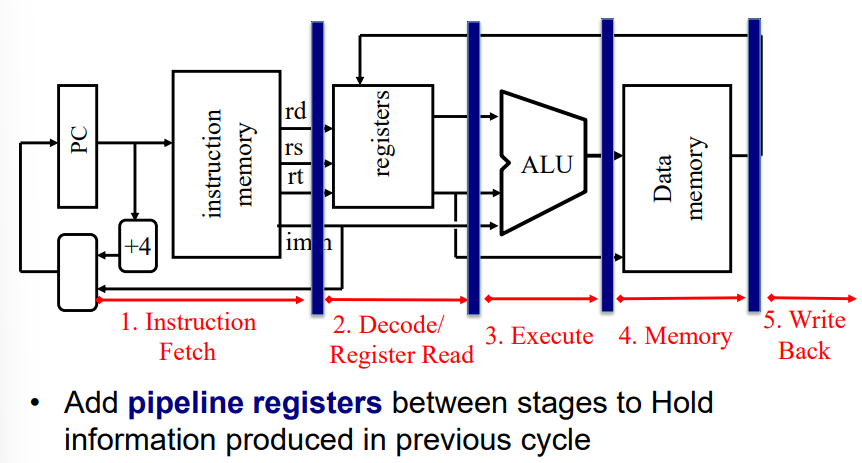 PC
+4
instruction
memory
rd
rs
rt
imm
registers
ALU
Data
memory
1. Instruction
Fetch
2. Decode/
Register Read
3. Execute
4. Memory
5. Write
Back
• Add pipeline registers between stages to Hold
information produced in previous cycle